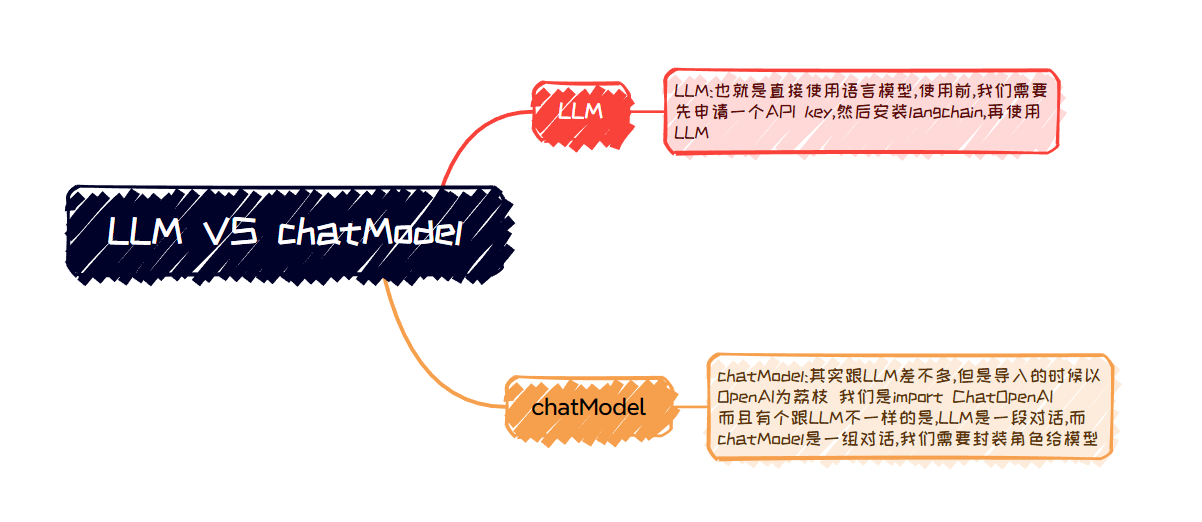 LLM VS chatModel
LLM
LLM:也就是直接使用语言模型,使用前,我们需要
先申请一个API key,然后安装langchain,再使用
LLM
chatModel
chatModel:其实跟LLM差不多,但是导入的时候以
OpenAI为荔枝 我们是import ChatOpenAI
而且有个跟LLM不一样的是,LLM是一段对话,而
chatModel是一组对话,我们需要封装角色给模型